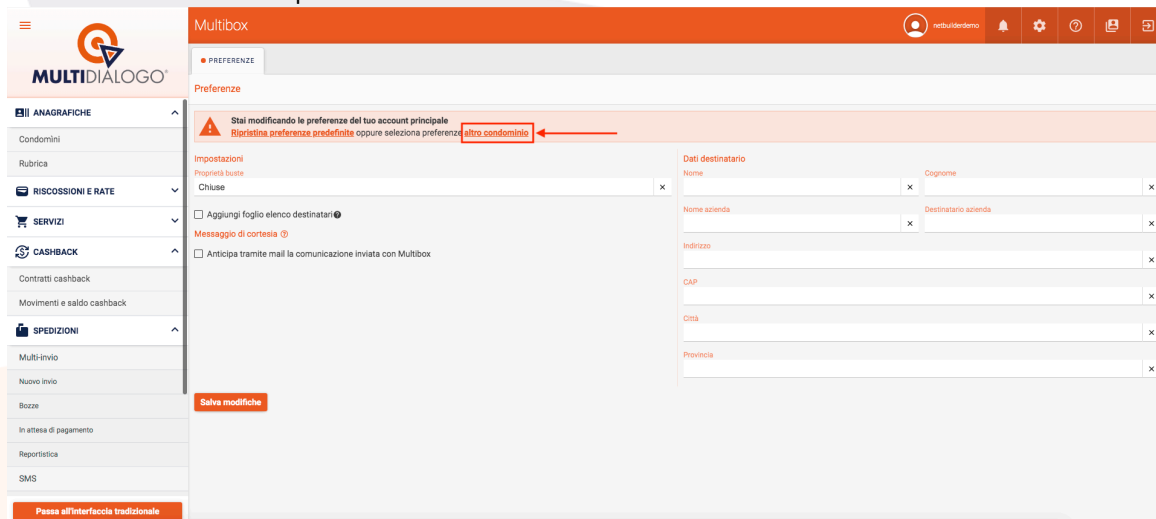 Multibox
netbuilderdemo
MULTIDIALOGO®
PREFERENZE
Preferenze
Stai modificando le preferenze del tuo account principale
Ripristina preferenze predefinite oppure seleziona preferenze altro condominio
ANAGRAFICHE
Condomini
Rubrica
RISCOSSIONI E RATE
SERVIZI
CASHBACK
Contratti cashback
Movimenti e saldo cashback
SPEDIZIONI
Multi-invio
Nuovo invio
Bozze
In attesa di pagamento
Reportistica
SMS
Passa all'interfaccia tradizionale
Impostazioni
Proprietà buste
Chiuse
Aggiungi foglio elenco destinatari
Messaggio di cortesia
Anticipa tramite mail la comunicazione inviata con Multibox
Salva modifiche
Dati destinatario
Nome
Cognome
Nome azienda
Destinatario azienda
Indirizzo
CAP
Città
Provincia